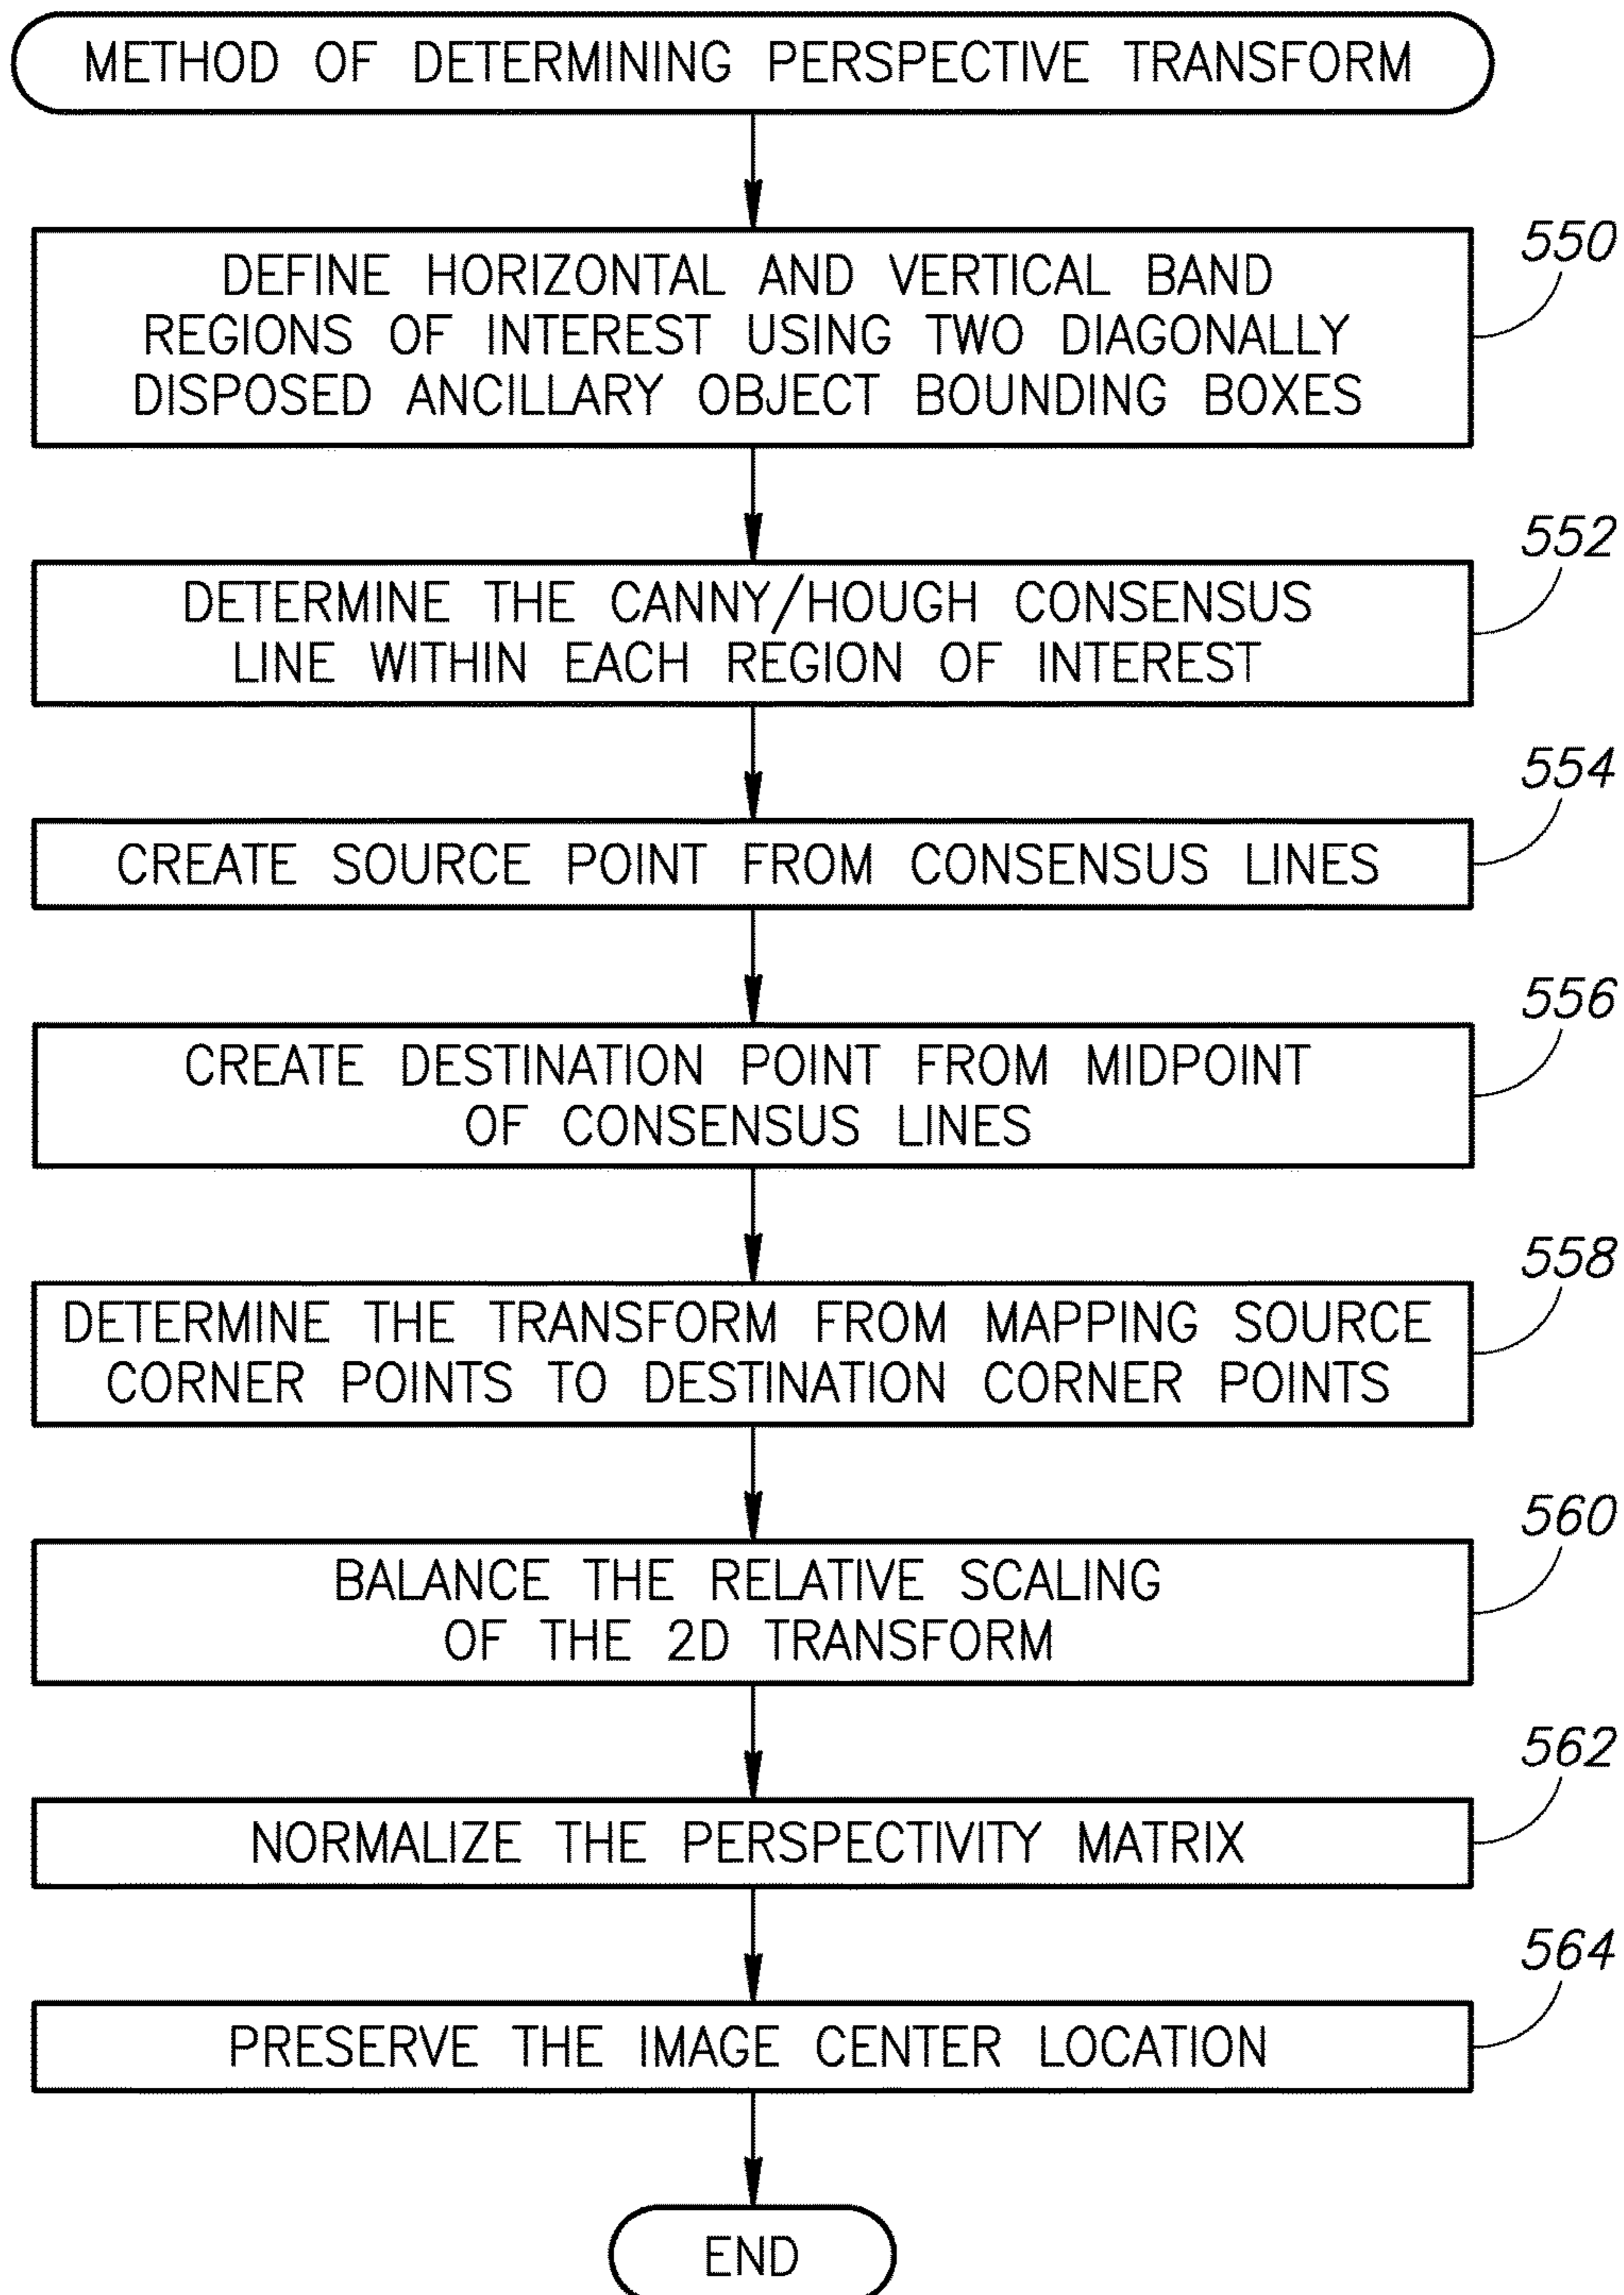 METHOD OF DETERMINING PERSPECTIVE TRANSFORM
550
DEFINE HORIZONTAL AND VERTICAL BAND
REGIONS OF INTEREST USING TWO DIAGONALLY
DISPOSED ANCILLARY OBJECT BOUNDING BOXES
552
DETERMINE THE CANNY/HOUGH CONSENSUS
LINE WITHIN EACH REGION OF INTEREST
554
CREATE SOURCE POINT FROM CONSENSUS LINES
556
CREATE DESTINATION POINT FROM MIDPOINT
OF CONSENSUS LINES
558
DETERMINE THE TRANSFORM FROM MAPPING SOURCE
CORNER POINTS TO DESTINATION CORNER POINTS
560
BALANCE THE RELATIVE SCALING
OF THE 2D TRANSFORM
562
NORMALIZE THE PERSPECTIVITY MATRIX
564
PRESERVE THE IMAGE CENTER LOCATION
END